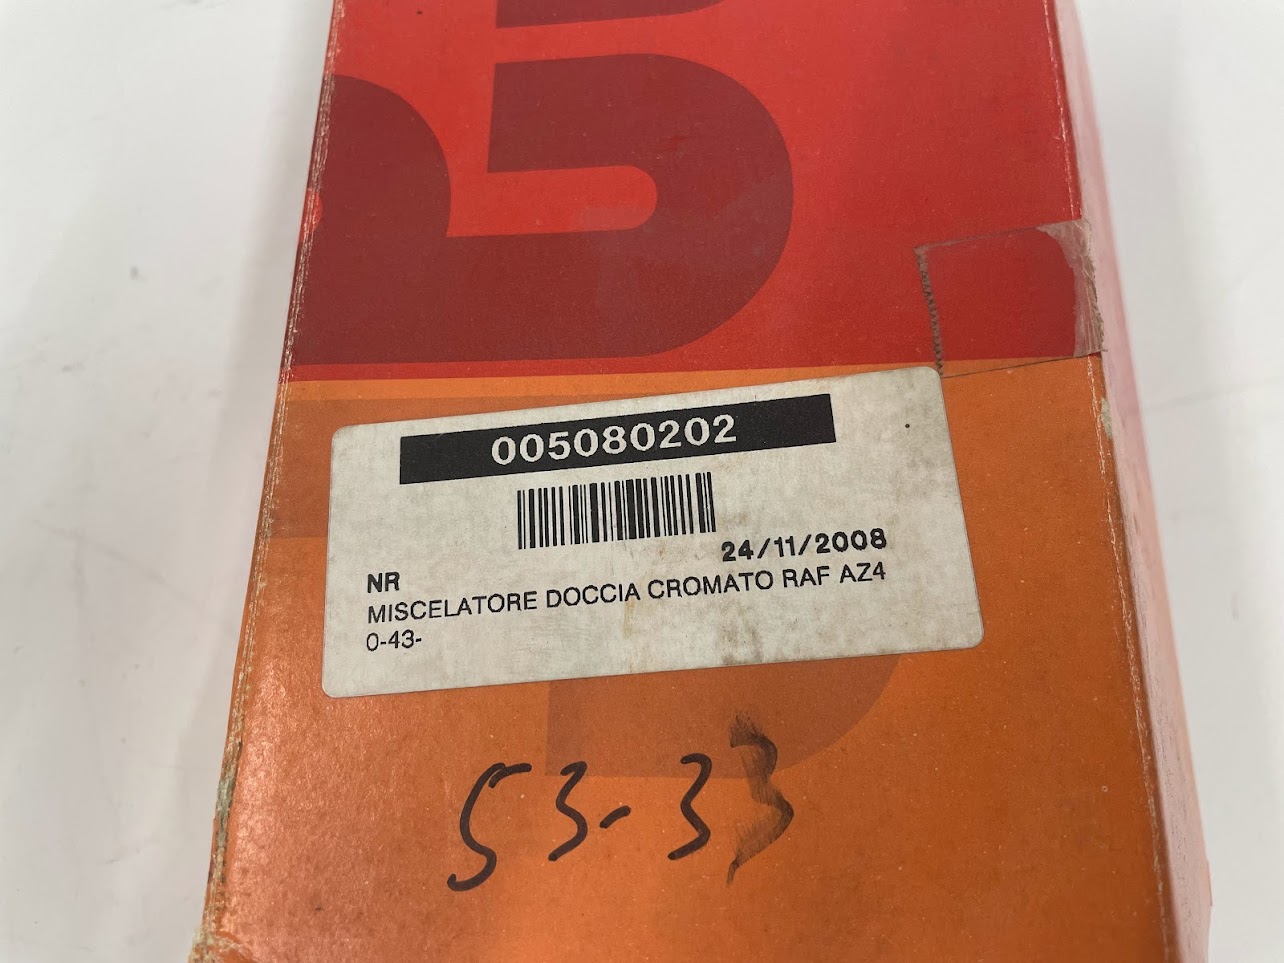 005080202
24/11/2008
NR
MISCELATORE DOCCIA CROMATO RAF AZ4
0-43-
53-33